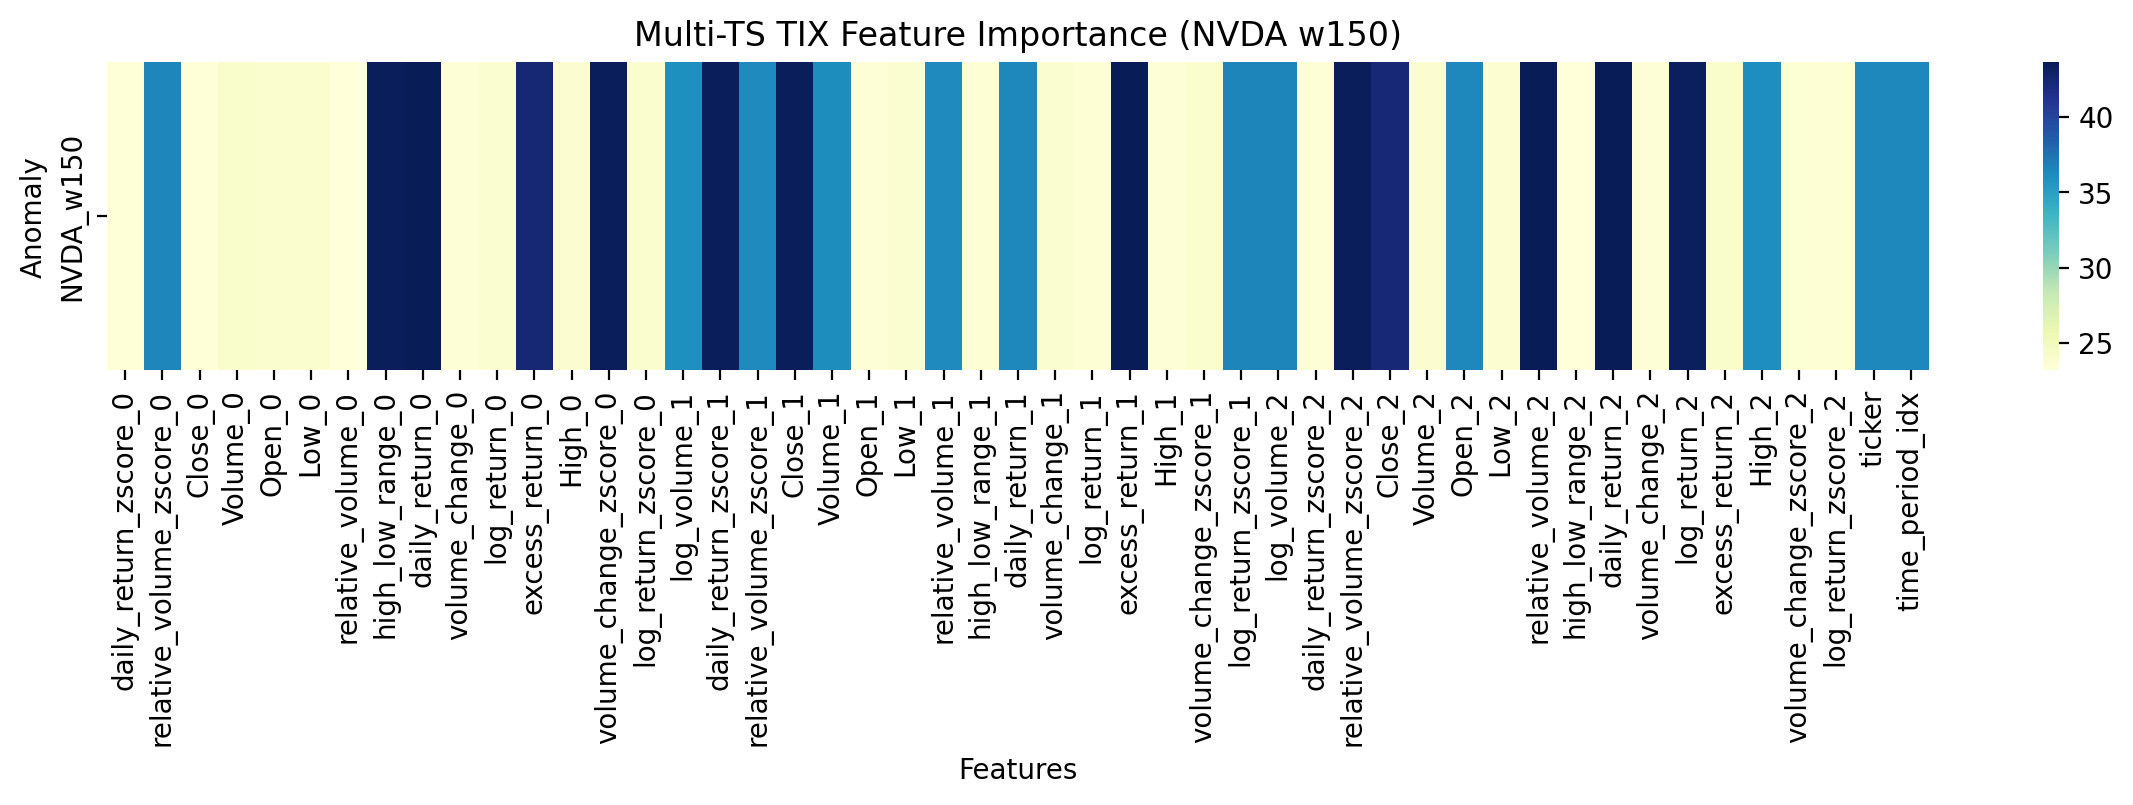 Multi-TS TIX Feature Importance (NVDA w150)
Anomaly
NVDA_w150
40
35
30
25
daily_return_zscore_0
relative_volume_zscore_0
Close_0
Volume_0
Open_0
Low_0
relative_volume_0
high_low_range_0
daily_return_0
volume_change_0
log_return_0
excess_return_0
High_0
volume_change_zscore_0
log_return_zscore_0
log_volume_1
daily_return_zscore_1
relative_volume_zscore_1
Close_1
Volume_1
Open_1
Low_1
relative_volume_1
high_low_range_1
daily_return_1
volume_change_1
log_return_1
excess_return_1
High_1
volume_change_zscore_1
log_return_zscore_1
log_volume_2
daily_return_zscore_2
relative_volume_zscore_2
Close_2
Volume_2
Open_2
Low_2
relative_volume_2
high_low_range_2
daily_return_2
volume_change_2
log_return_2
excess_return_2
High_2
volume_change_zscore_2
log_return_zscore_2
ticker
time_period_idx
Features